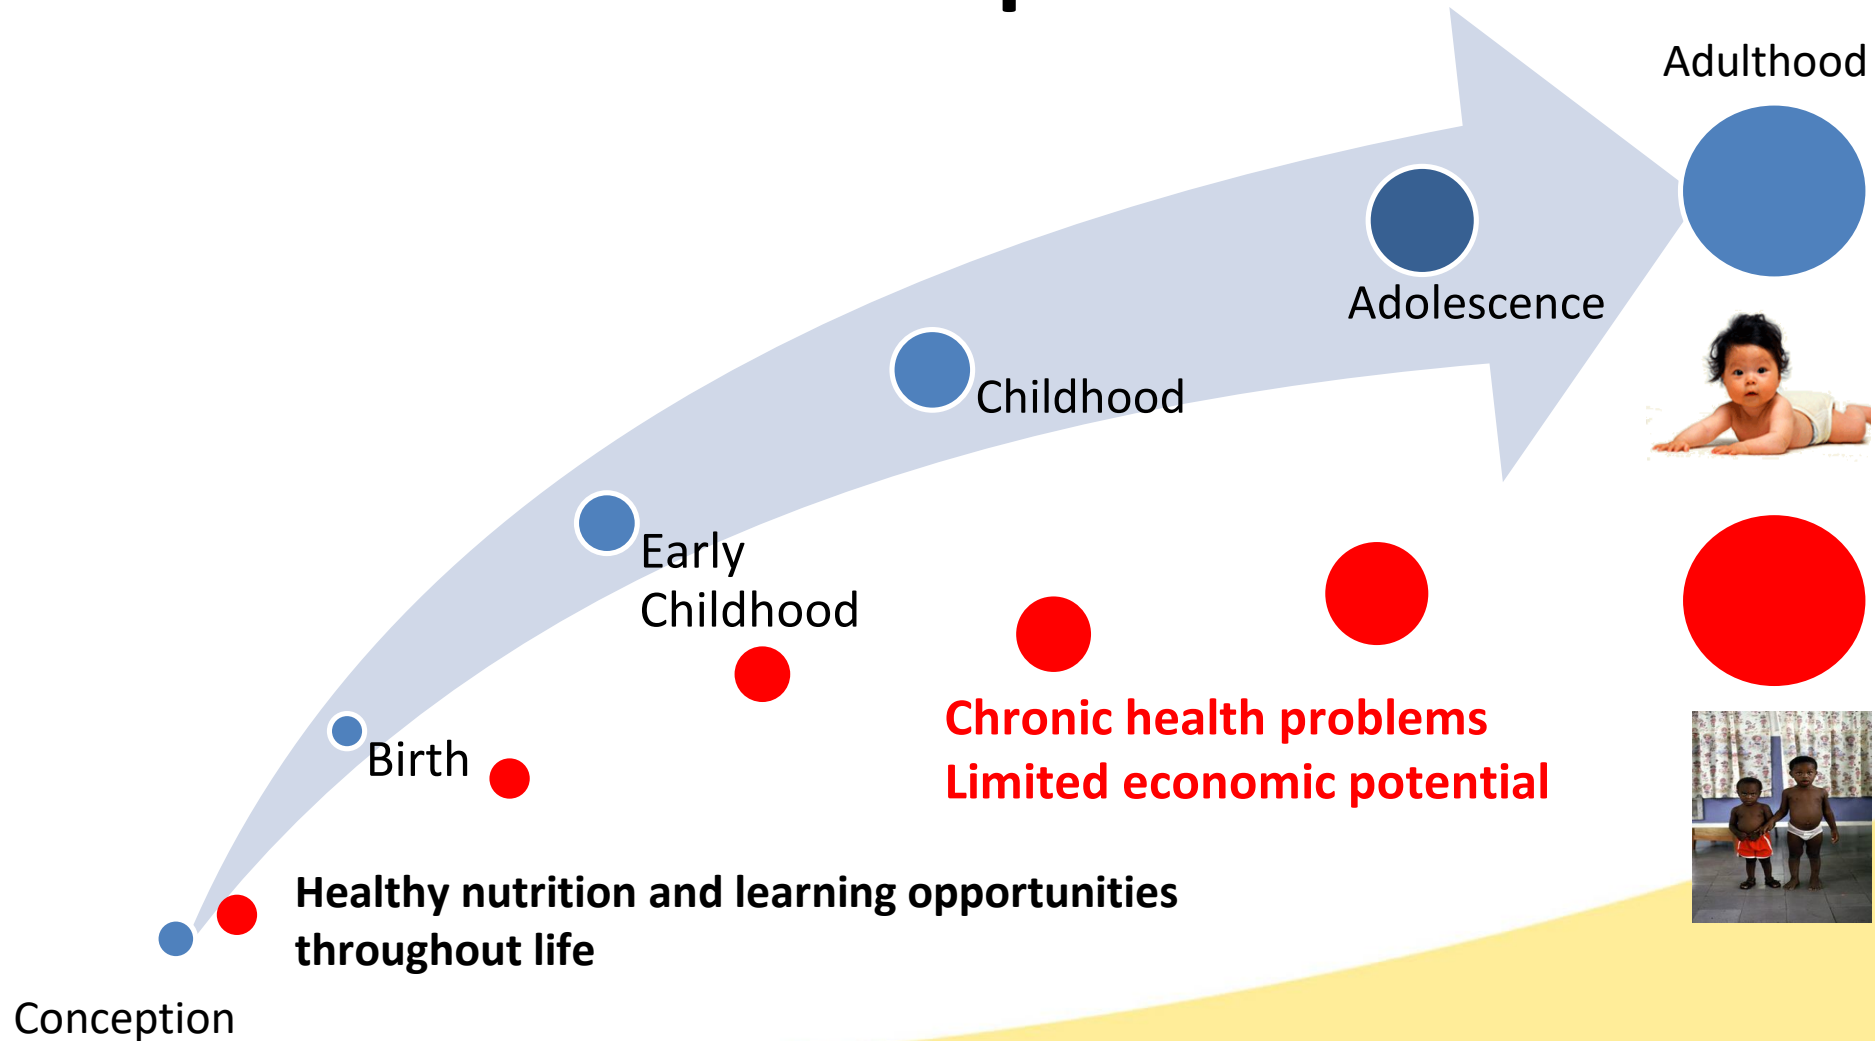 Adulthood
Adolescence
Childhood
Early
Childhood
Birth
Chronic health problems
Limited economic potential
Healthy nutrition and learning opportunities
throughout life
Conception